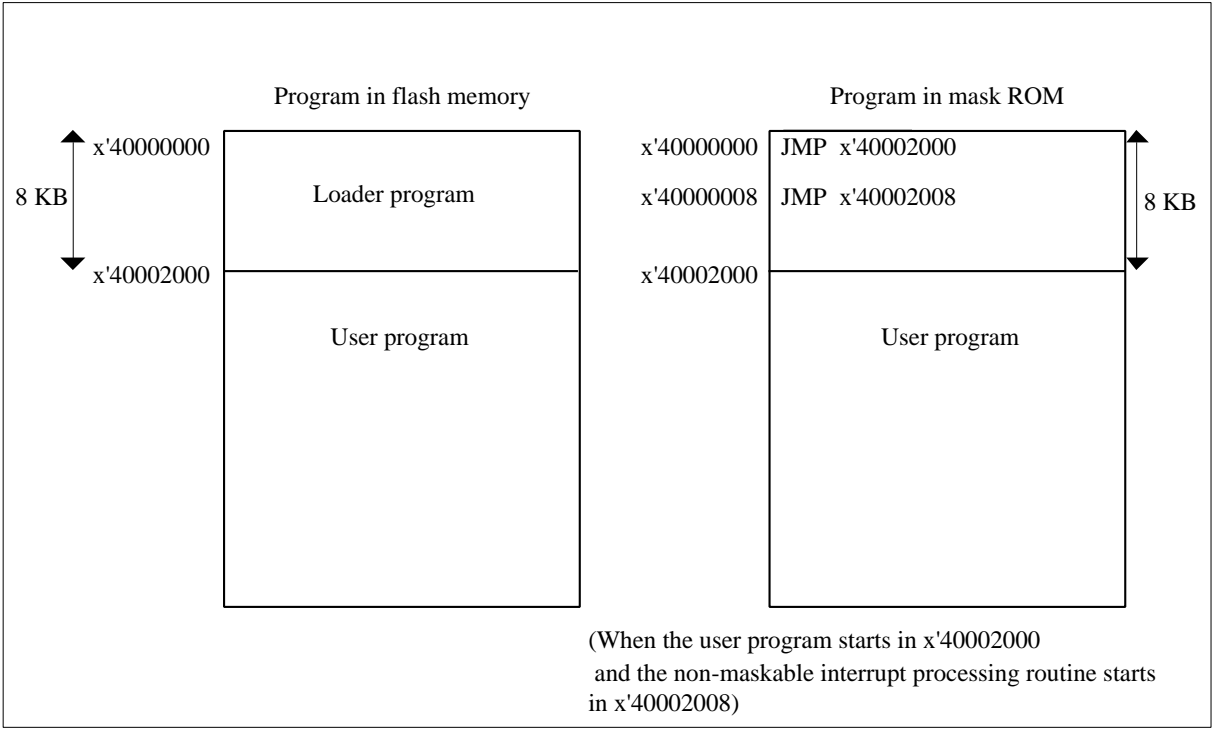 Program in flash memory
x'40000000
8 KB
Loader program
x'40002000
User program
Program in mask ROM
x'40000000 JMP x'40002000
x'40000008 JMP x'40002008
8 KB
x'40002000
User program
(When the user program starts in x'40002000
and the non-maskable interrupt processing routine starts
in x'40002008)